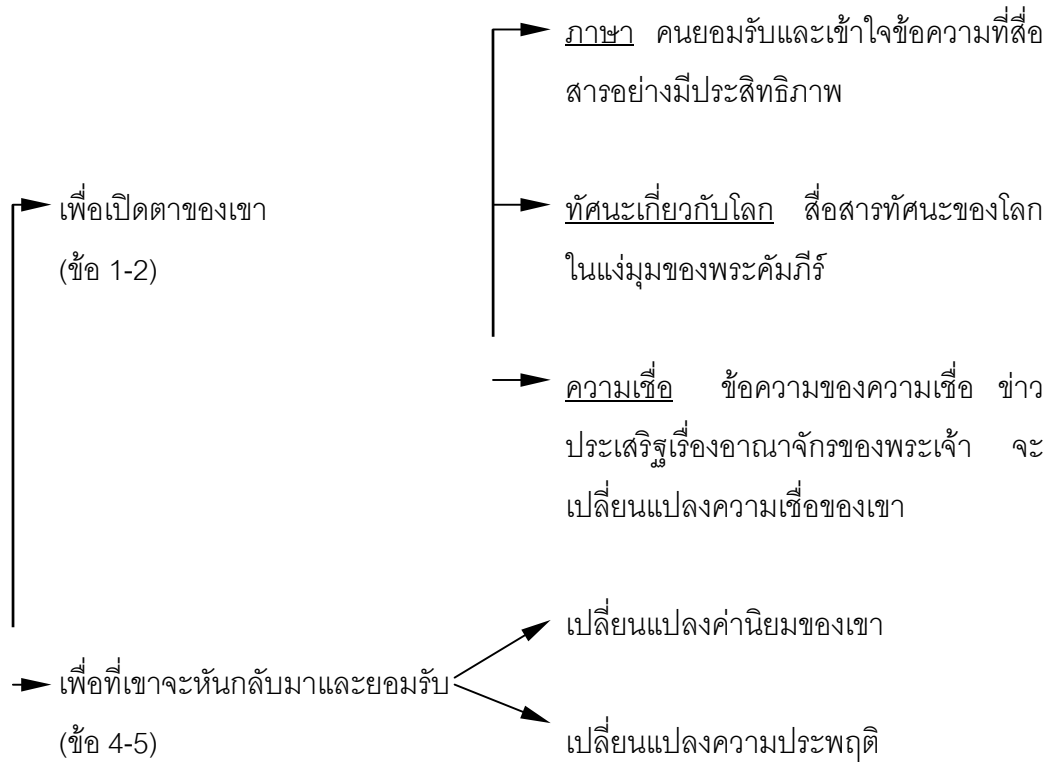 ภาษา คนยอมรับและเข้าใจข้อความที่สื่อ
สารอย่างมีประสิทธิภาพ
เพื่อเปิดตาของเขา
(ข้อ 1-2)
ทัศนะเกี่ยวกับโลก สื่อสารทัศนะของโลก
ในแง่มุมของพระคัมภีร์
ความเชื่อ ข้อความของความเชื่อ ข่าว
ประเสริฐเรื่องอาณาจักรของพระเจ้า จะ
เปลี่ยนแปลงความเชื่อของเขา
เพื่อที่เขาจะหันกลับมาและยอมรับ
(ข้อ 4-5)
เปลี่ยนแปลงค่านิยมของเขา
เปลี่ยนแปลงความประพฤติ